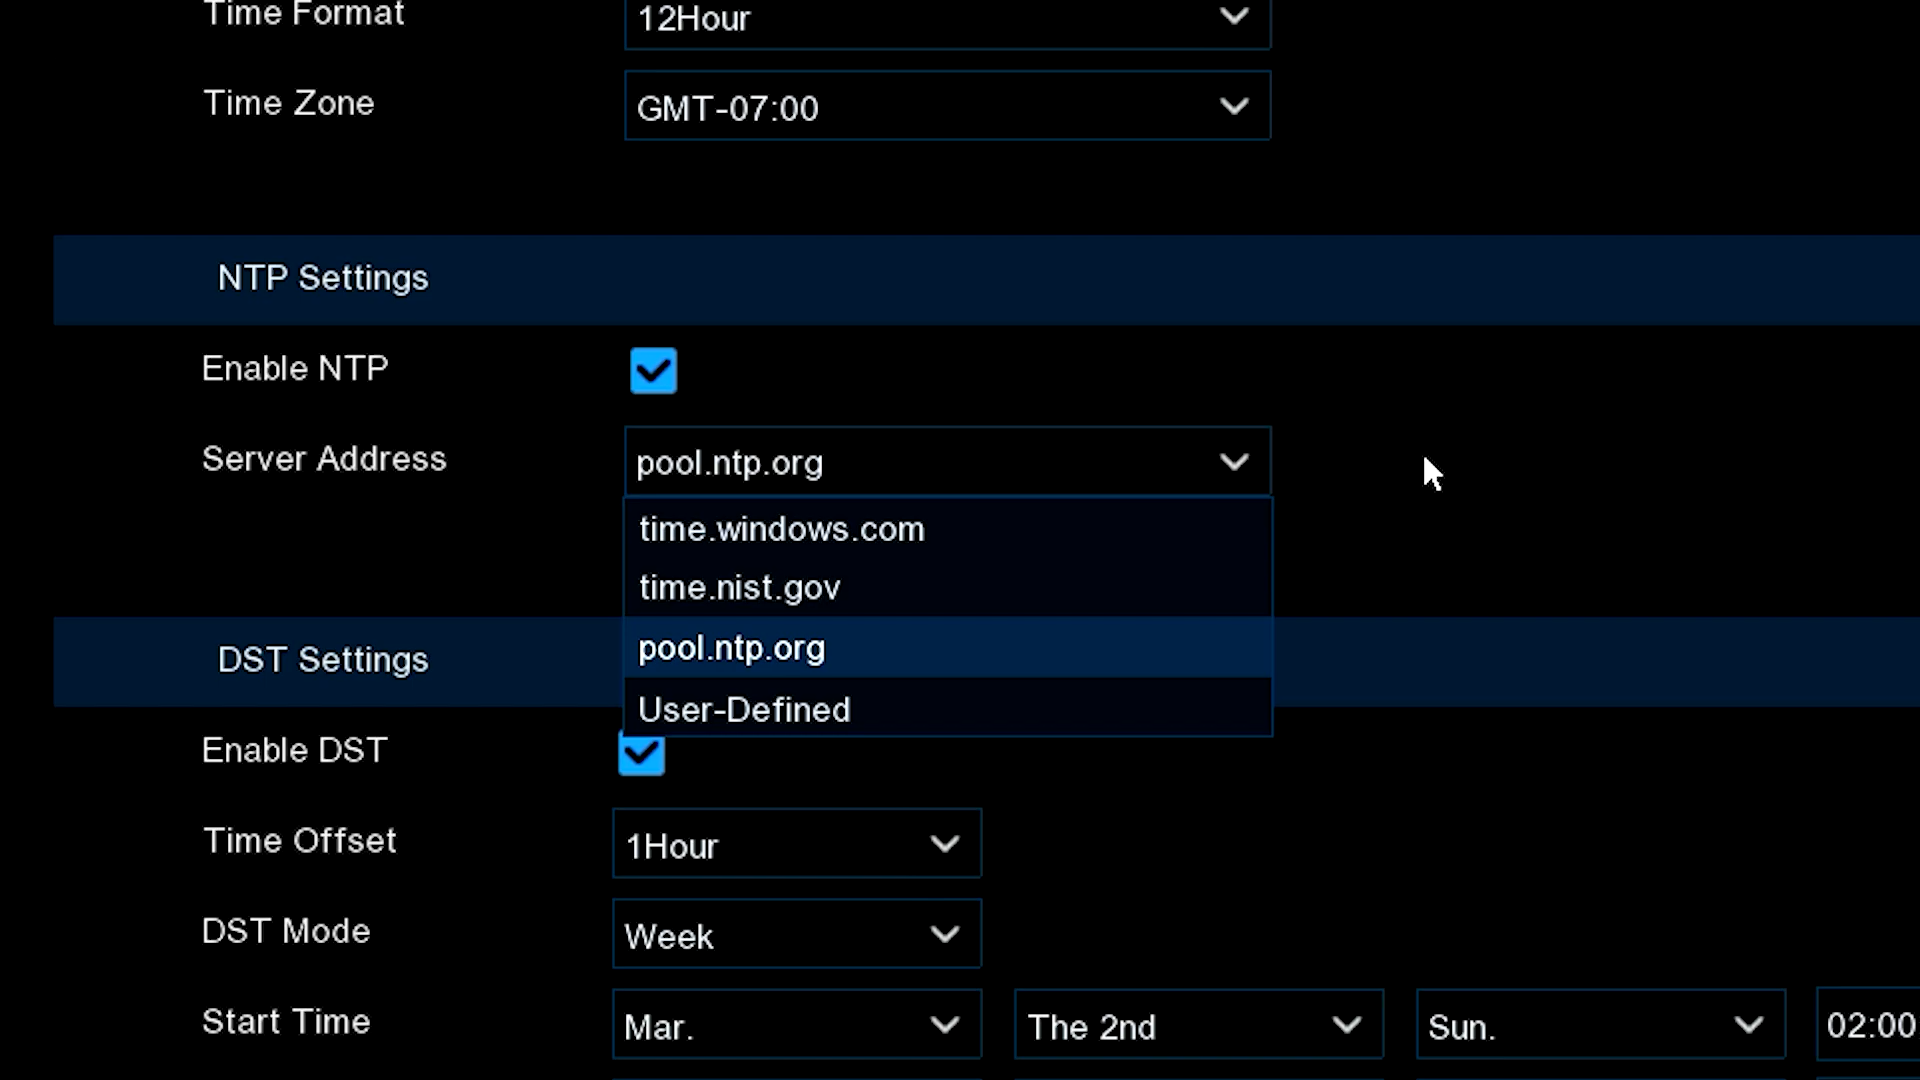 Time Format 12Hour
Time Zone GMT-07:00
NTP Settings
Enable NTP
Server Address pool.ntp.org
time.windows.com
time.nist.gov
pool.ntp.org
User-Defined
DST Settings
Enable DST
Time Offset 1Hour
DST Mode Week
Start Time Mar. The 2nd Sun. 02:00